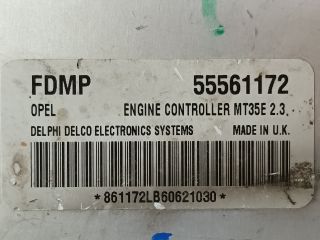 FDMP 55561172
OPEL ENGINE CONTROLLER MT35E 2.3
DELPHI DELCO ELECTRONICS SYSTEMS MADE IN U.K.
*861172LB60621030*